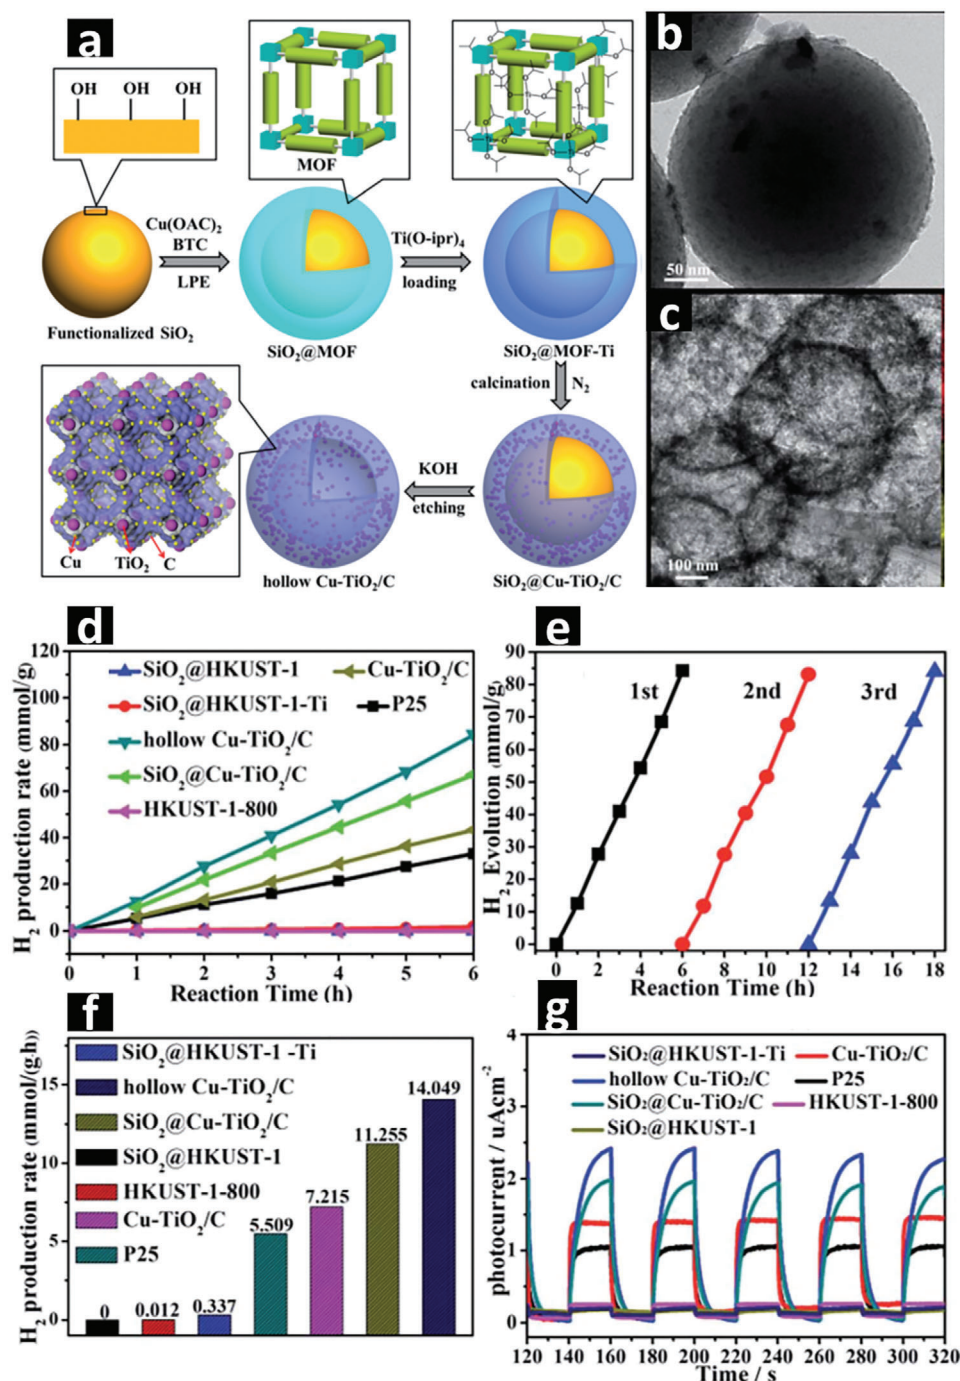 a
OH OH OH
MOF
Cu(OAC)₂
BTC
LPE
Ti(O-ipr)₄
loading
Functionalized SiO₂
SiO₂@MOF
SiO₂@MOF-Ti
calcination N₂
KOH
etching
Cu TiO₂ C
hollow Cu-TiO₂/C
SiO₂@Cu-TiO₂/C
b
50 nm
c
100 nm
d
H₂ production rate (mmol/g)
120
100
80
60
40
20
0
SiO₂@HKUST-1 Cu-TiO₂/C
SiO₂@HKUST-1-Ti P25
hollow Cu-TiO₂/C
SiO₂@Cu-TiO₂/C
HKUST-1-800
0 1 2 3 4 5 6
Reaction Time (h)
e
H₂ Evolution (mmol/g)
90
80
70
60
50
40
30
20
10
0
1st 2nd 3rd
0 2 4 6 8 10 12 14 16 18
Reaction Time (h)
f
H₂ production rate (mmol/(g·h))
15
10
5
0
SiO₂@HKUST-1 -Ti
hollow Cu-TiO₂/C
SiO₂@Cu-TiO₂/C
SiO₂@HKUST-1
HKUST-1-800
Cu-TiO₂/C
P25
0 0.012 0.337 5.509 7.215 11.255 14.049
g
photocurrent / uAcm⁻²
4
3
2
1
0
SiO₂@HKUST-1-Ti Cu-TiO₂/C
hollow Cu-TiO₂/C P25
SiO₂@Cu-TiO₂/C HKUST-1-800
SiO₂@HKUST-1
120 140 160 180 200 220 240 260 280 300 320
Time / s